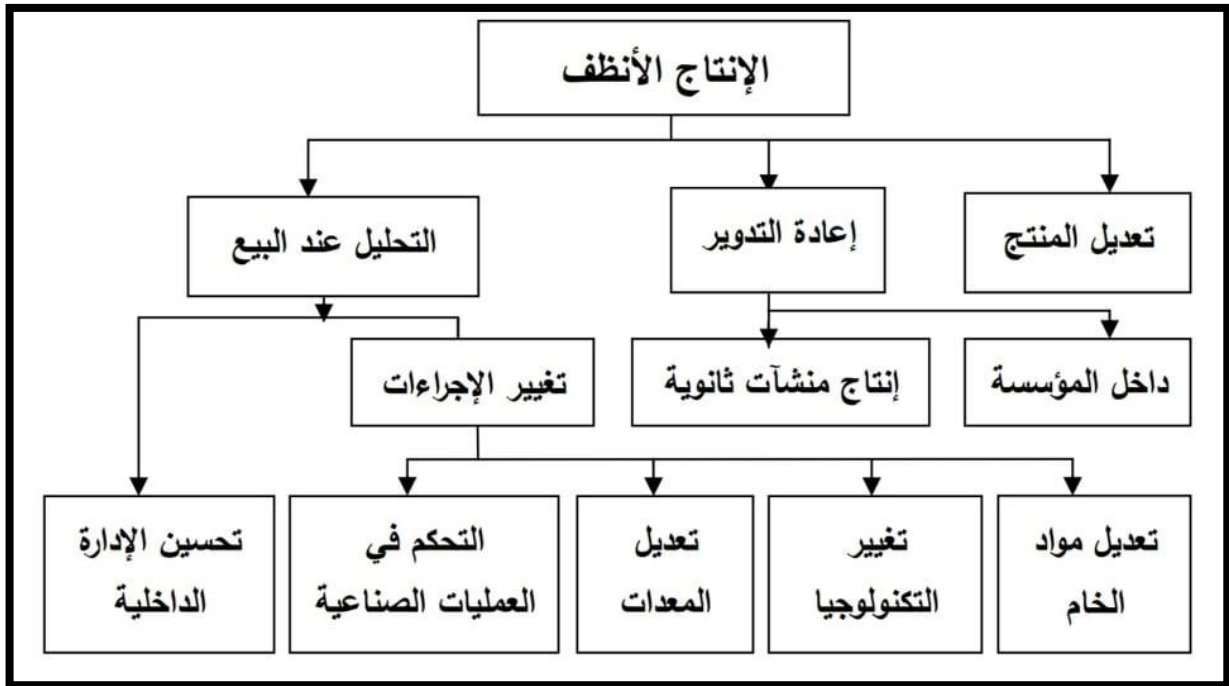 الإنتاج الأنظف
تعديل المنتج
إعادة التدوير
التحليل عند البيع
داخل المؤسسة
إنتاج منشآت ثانوية
تغيير الإجراءات
تعديل مواد
الخام
تغيير
التكنولوجيا
تعديل
المعدات
التحكم في
العمليات الصناعية
تحسين الإدارة
الداخلية